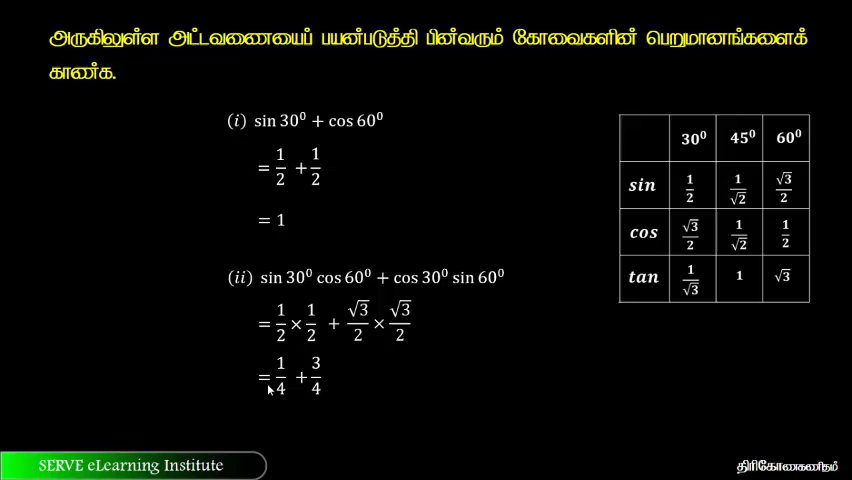 அருகிலுள்ள அட்டவணையைப் பயன்படுத்தி பின்வரும் கோவைகளின் பெறுமானங்களைக்
காண்க.
(i) sin 30⁰ + cos 60⁰
= 1/2 + 1/2
= 1
(ii) sin 30⁰ cos 60⁰ + cos 30⁰ sin 60⁰
= 1/2 × 1/2 + √3/2 × √3/2
= 1/4 + 3/4
30⁰ 45⁰ 60⁰
sin 1/2 1/√2 √3/2
cos √3/2 1/√2 1/2
tan 1/√3 1 √3
SERVE eLearning Institute
திரிகோணகணிதம்